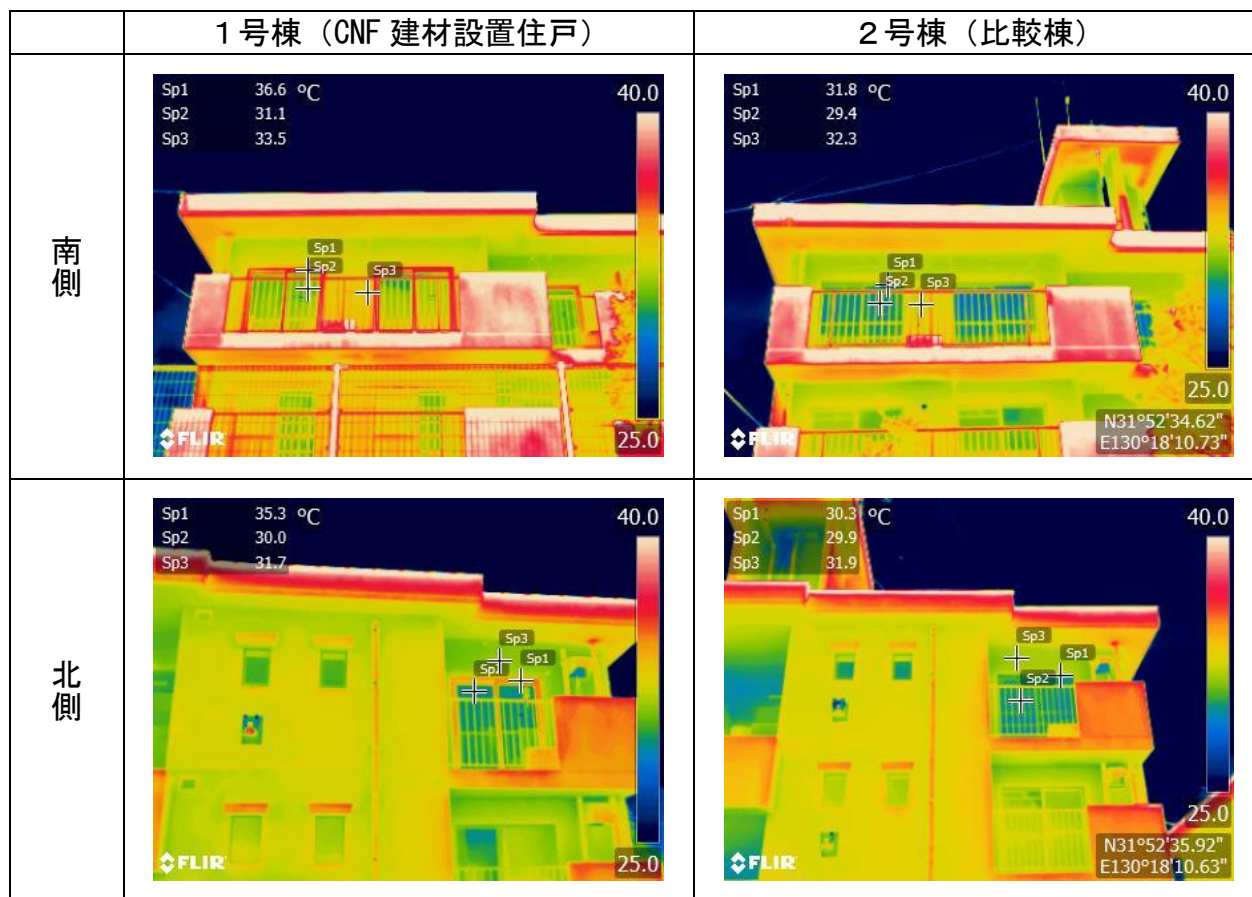 １号棟（CNF 建材設置住戸）
２号棟（比較棟）
南側
Sp1 36.6 ºC
Sp2 31.1
Sp3 33.5
40.0
Sp1
Sp2
Sp3
FLIR
25.0
Sp1 31.8 ºC
Sp2 29.4
Sp3 32.3
40.0
Sp1
Sp2
Sp3
25.0
FLIR
N31°52'34.62"
E130°18'10.73"
北側
Sp1 35.3 ºC
Sp2 30.0
Sp3 31.7
40.0
Sp3
Sp1
FLIR
25.0
Sp1 30.3 ºC
Sp2 29.9
Sp3 31.9
40.0
Sp3
Sp1
Sp2
25.0
FLIR
N31°52'35.92"
E130°18'10.63"